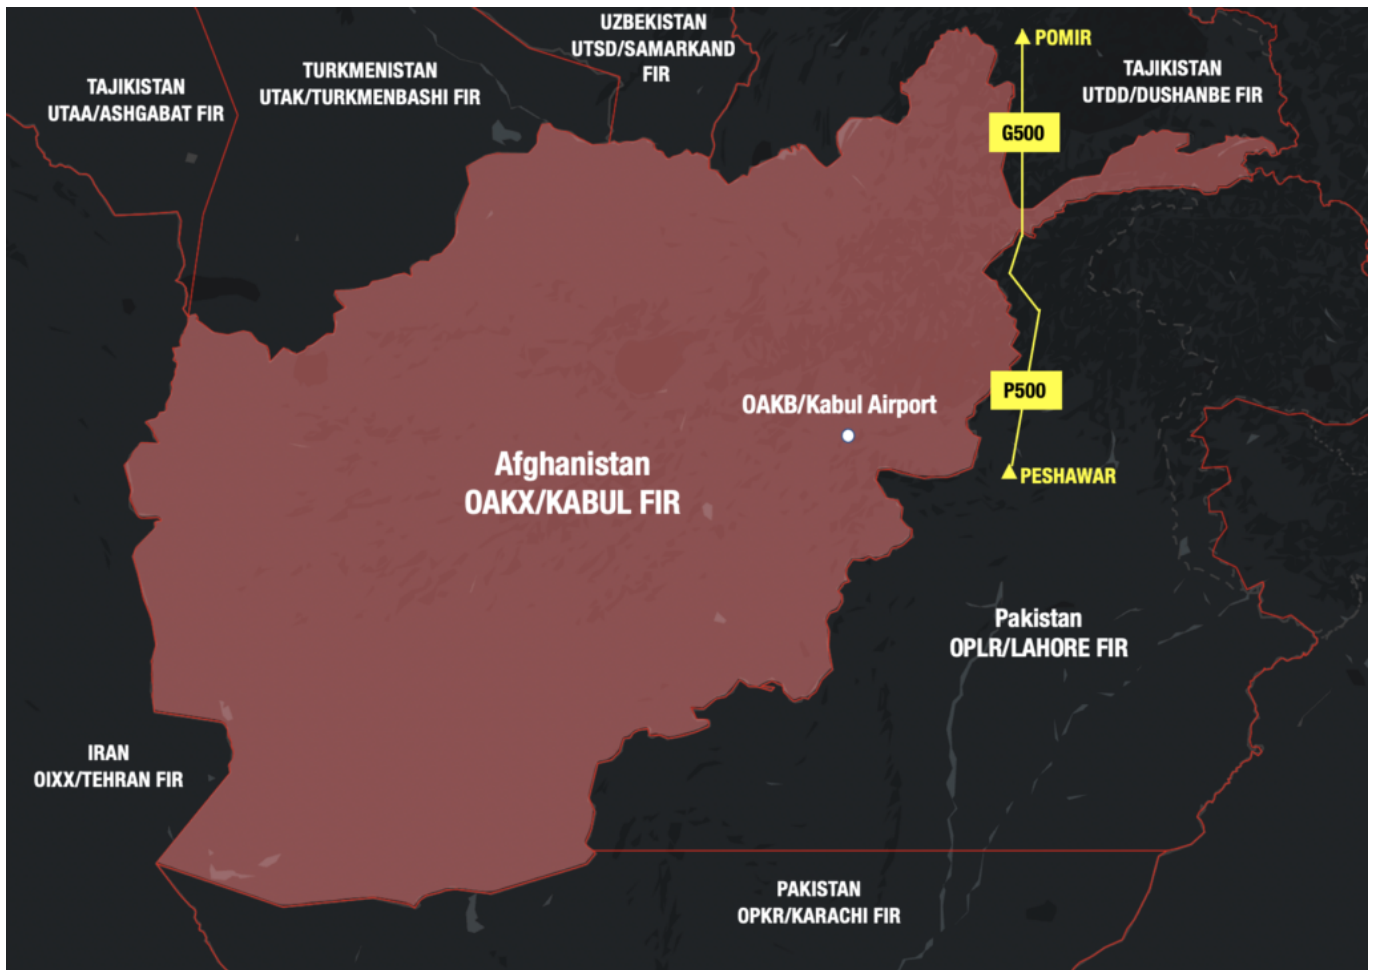 UZBEKISTAN
UTSD/SAMARKAND
FIR
POMIR
TAJIKISTAN
UTAA/ASHGABAT FIR
TURKMENISTAN
UTAK/TURKMENBASHI FIR
TAJIKISTAN
UTDD/DUSHANBE FIR
G500
P500
OAKB/Kabul Airport
Afghanistan
OAKX/KABUL FIR
PESHAWAR
Pakistan
OPLR/LAHORE FIR
IRAN
OIXX/TEHRAN FIR
PAKISTAN
OPKR/KARACHI FIR